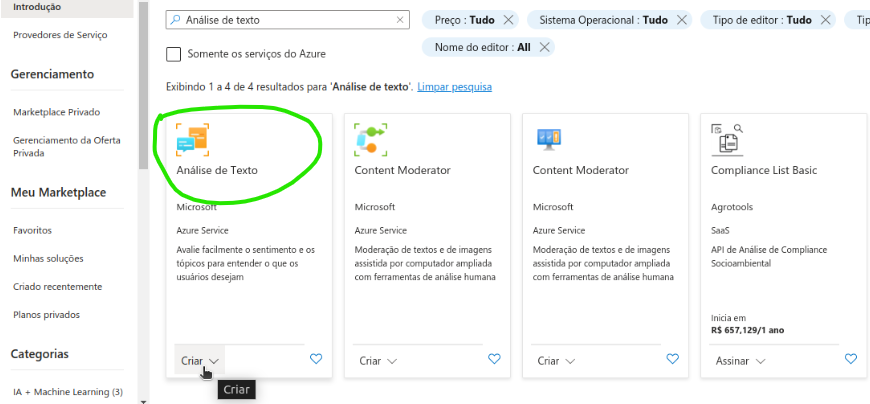 Introdução
Provedores de Serviço
Gerenciamento
Marketplace Privado
Gerenciamento da Oferta
Privada
Meu Marketplace
Favoritos
Minhas soluções
Criado recentemente
Planos privados
Categorias
IA + Machine Learning (3)
Análise de texto
Preço : Tudo
Sistema Operacional : Tudo
Tipo de editor : Tudo
Tip
Somente os serviços do Azure
Nome do editor : All
Exibindo 1 a 4 de 4 resultados para 'Análise de texto'. Limpar pesquisa
Análise de Texto
Microsoft
Azure Service
Avalie facilmente o sentimento e os
tópicos para entender o que os
usuários desejam
Criar
Criar
Content Moderator
Microsoft
Azure Service
Moderação de textos e de imagens
assistida por computador ampliada
com ferramentas de análise humana
Criar
Content Moderator
Microsoft
Azure Service
Moderação de textos e de imagens
assistida por computador ampliada
com ferramentas de análise humana
Criar
Compliance List Basic
Agrotools
SaaS
API de Análise de Compliance
Socioambiental
Inicia em
R$ 657,129/1 ano
Assinar